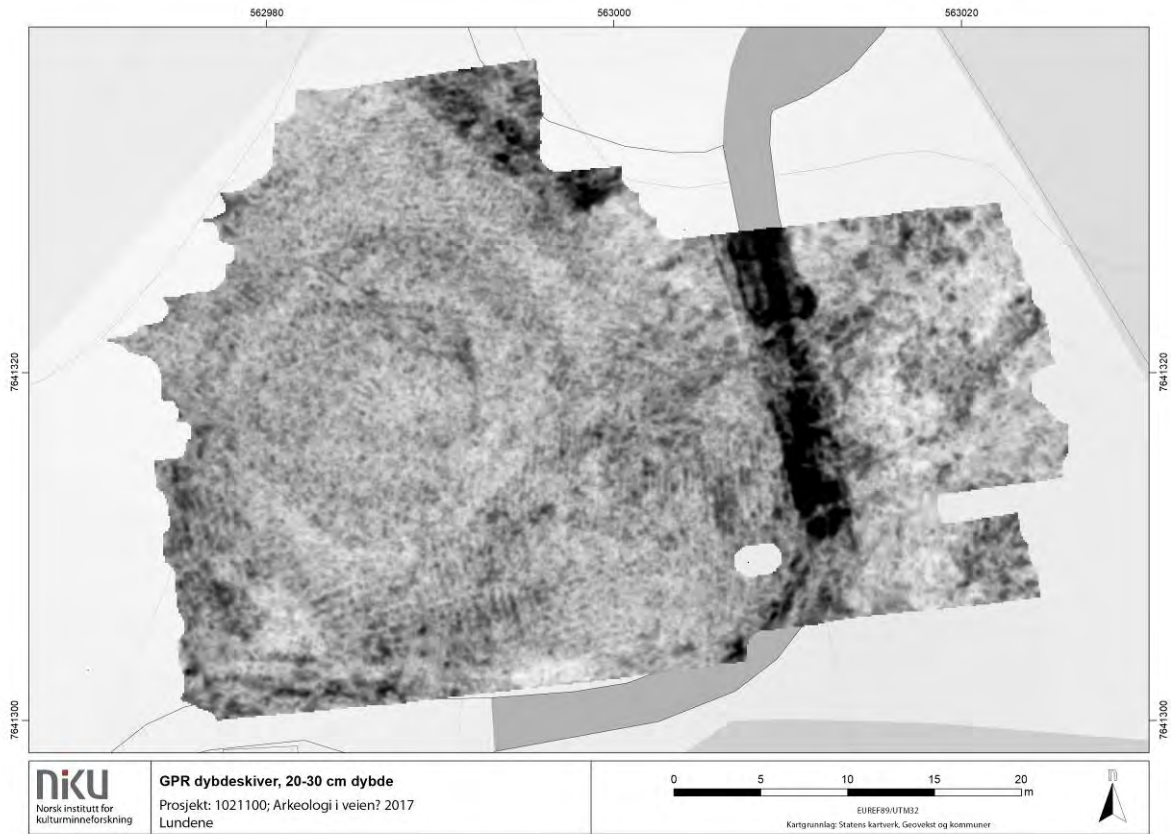 562980
563000
563020
7641320
7641320
7641300
7641300
niku
Norsk institutt for
kulturminneforskning
GPR dybdeskiver, 20-30 cm dybde
Prosjekt: 1021100; Arkeologi i veien? 2017
Lundene
0 5 10 15 20
m
EUREF89/UTM32
Kartgrunnlag: Statens kartverk, Geovekst og kommuner
n